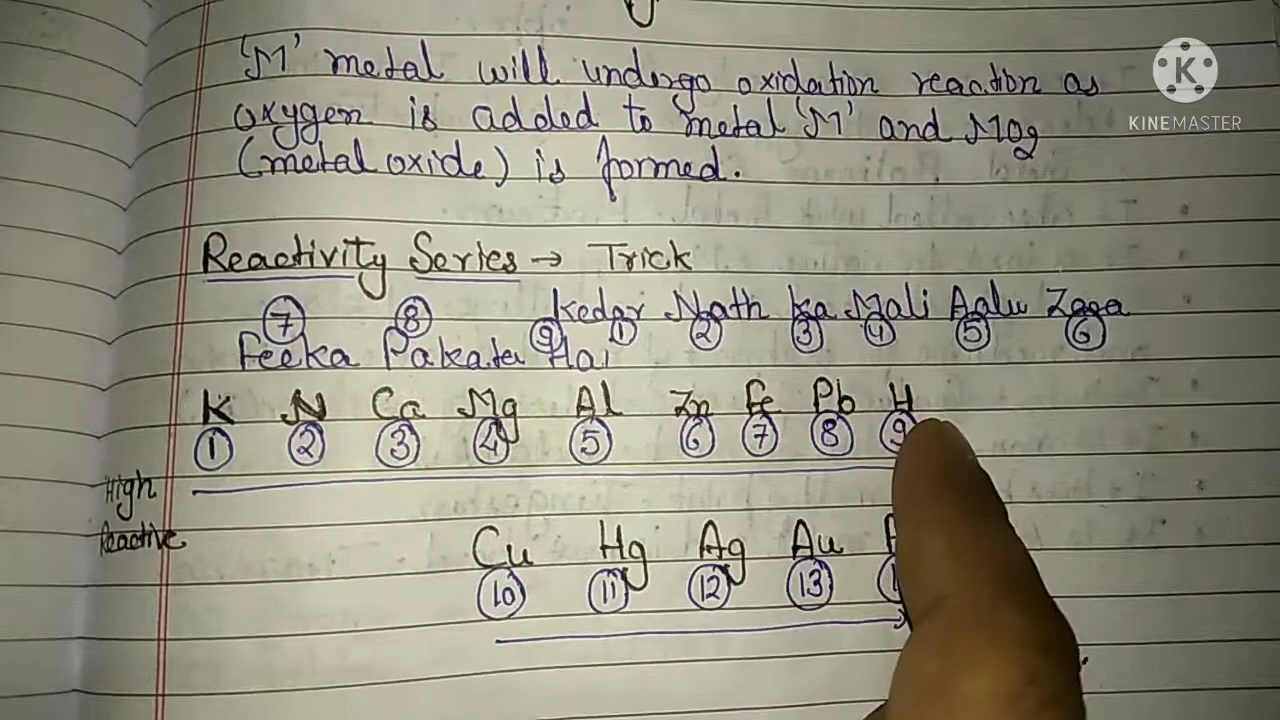 'M' metal will undergo oxidation reaction as
oxygen is added to metal 'M' and MO2
(metal oxide) is formed.
K
KINEMASTER
Reactivity Series → Trick
Kedar Nath Ka Mali Aalu Zaga
7 8 9 1 2 3 4 5 6
Feeka Pakata Hai
K N Ca Mg Al Zn Fe Pb H
1 2 3 4 5 6 7 8 9
High
Reactive
Cu Hg Ag Au
10 11 12 13